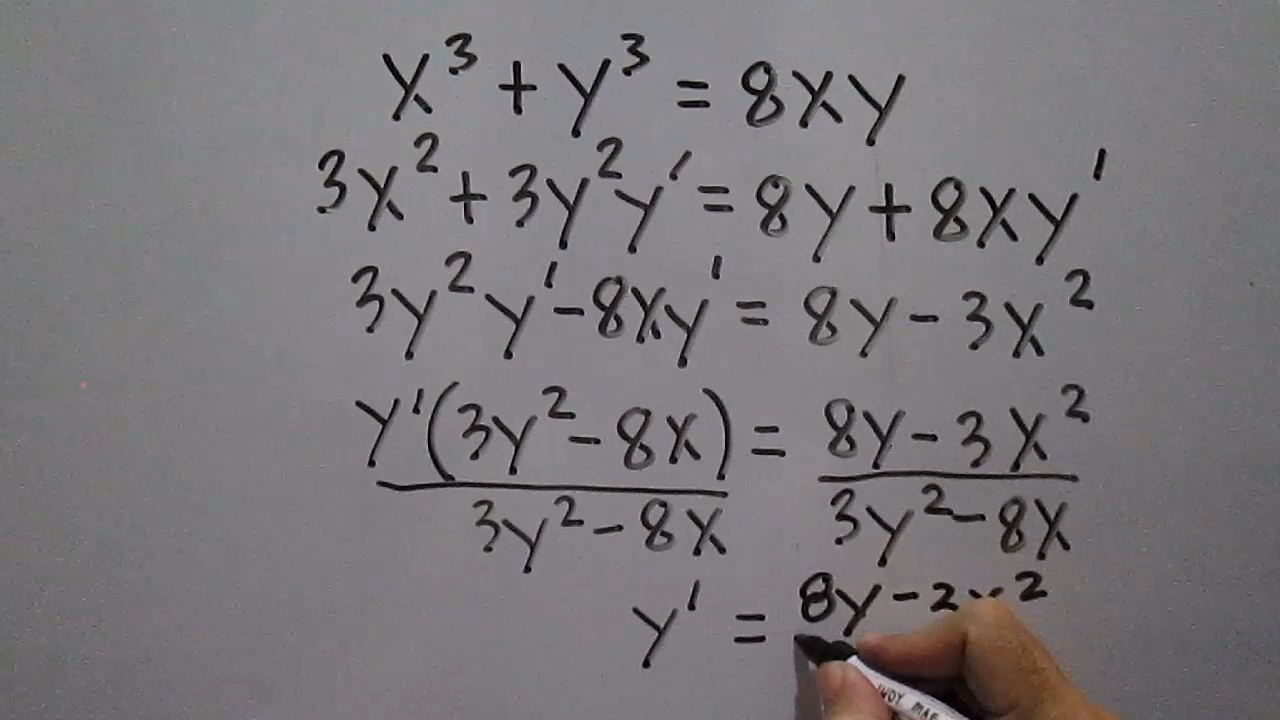 x³ + y³ = 8xy
3x² + 3y²y' = 8y + 8xy'
3y²y' - 8xy' = 8y - 3x²
y'(3y² - 8x) = 8y - 3x²
3y² - 8x 3y² - 8x
y' = 8y -